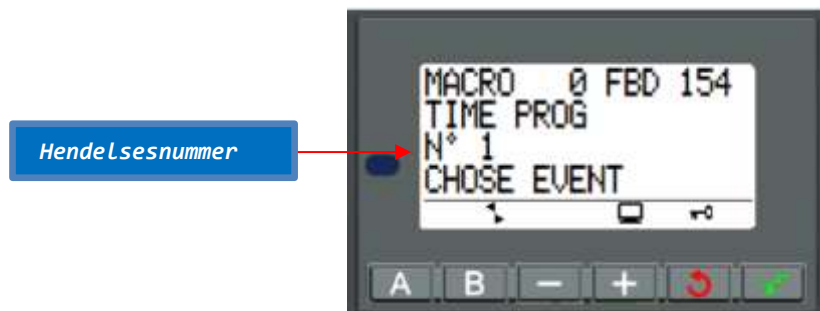 Hendelsesnummer
MACRO 0 FBD 154
TIME PROG
N° 1
CHOSE EVENT
A B − +